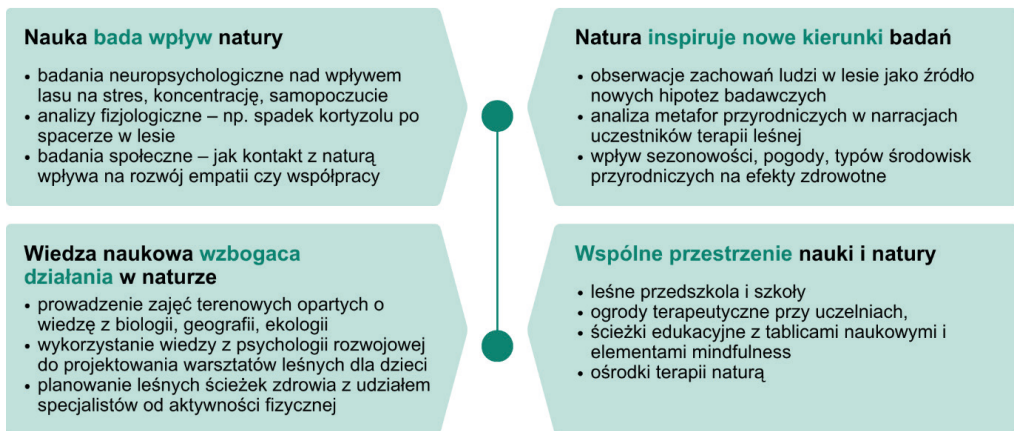 Nauka bada wpływ natury
• badania neuropsychologiczne nad wpływem
lasu na stres, koncentrację, samopoczucie
• analizy fizjologiczne – np. spadek kortyzolu po
spacerze w lesie
• badania społeczne – jak kontakt z naturą
wpływa na rozwój empatii czy współpracy
Natura inspiruje nowe kierunki badań
• obserwacje zachowań ludzi w lesie jako źródło
nowych hipotez badawczych
• analiza metafor przyrodniczych w narracjach
uczestników terapii leśnej
• wpływ sezonowości, pogody, typów środowisk
przyrodniczych na efekty zdrowotne
Wiedza naukowa wzbogaca
działania w naturze
• prowadzenie zajęć terenowych opartych o
wiedzę z biologii, geografii, ekologii
• wykorzystanie wiedzy z psychologii rozwojowej
do projektowania warsztatów leśnych dla dzieci
• planowanie leśnych ścieżek zdrowia z udziałem
specjalistów od aktywności fizycznej
Wspólne przestrzenie nauki i natury
• leśne przedszkola i szkoły
• ogrody terapeutyczne przy uczelniach,
• ścieżki edukacyjne z tablicami naukowymi i
elementami mindfulness
• ośrodki terapii naturą